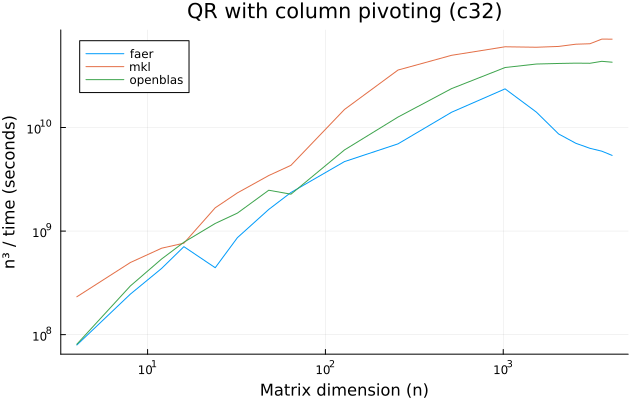 QR with column pivoting (c32)
faer
mkl
openblas
n³ / time (seconds)
10¹⁰
10⁹
10⁸
10¹
10²
10³
Matrix dimension (n)